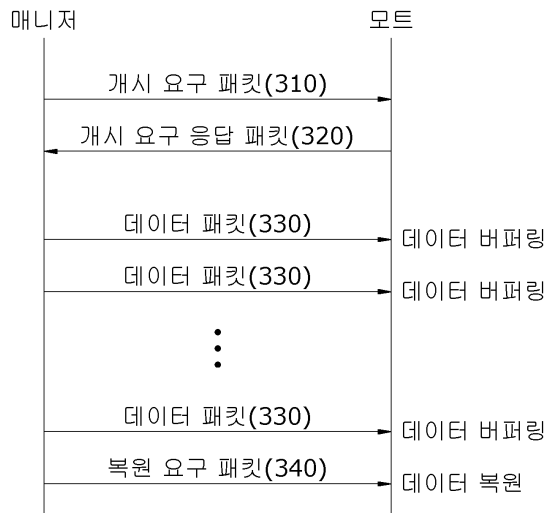 매니저
모트
개시 요구 패킷(310)
개시 요구 응답 패킷(320)
데이터 패킷(330)
데이터 버퍼링
데이터 패킷(330)
데이터 버퍼링
데이터 패킷(330)
데이터 버퍼링
복원 요구 패킷(340)
데이터 복원